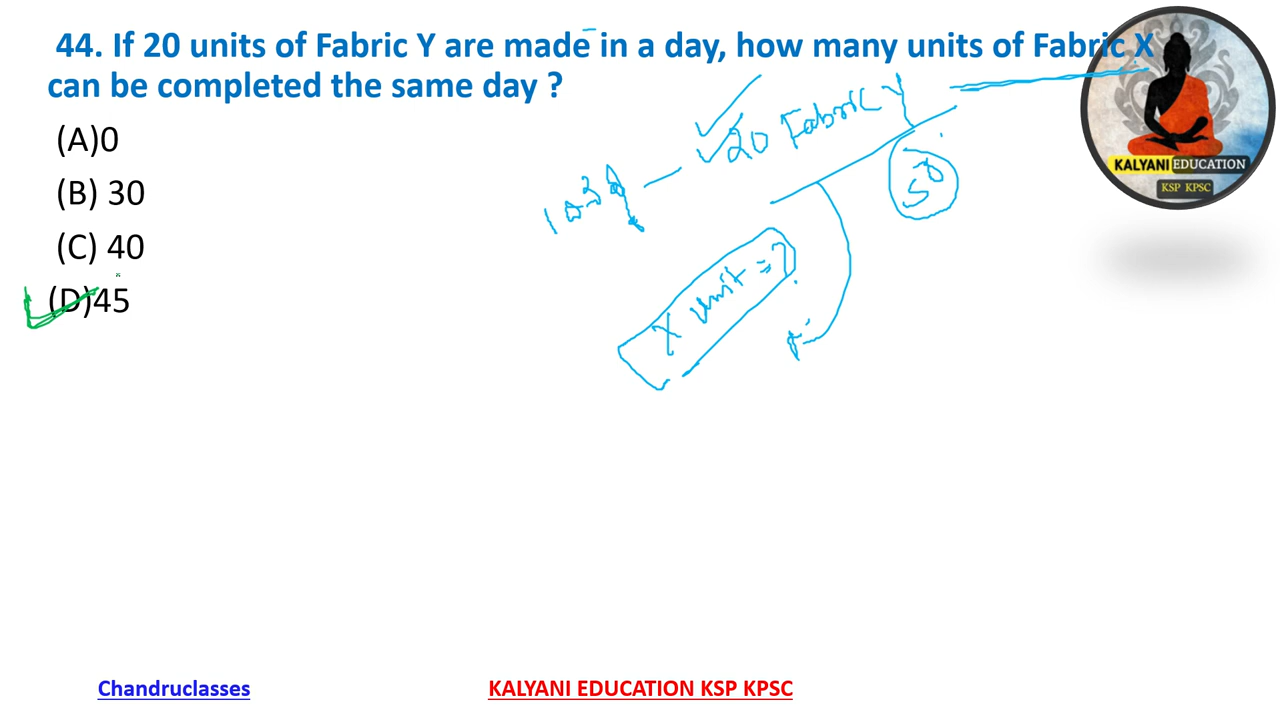 44. If 20 units of Fabric Y are made in a day, how many units of Fabric X
can be completed the same day ?
(A)0
(B) 30
(C) 40
(D)45
20 Fabric Y
50
X unit = ?
KALYANI EDUCATION
KSP KPSC
Chandruclasses
KALYANI EDUCATION KSP KPSC